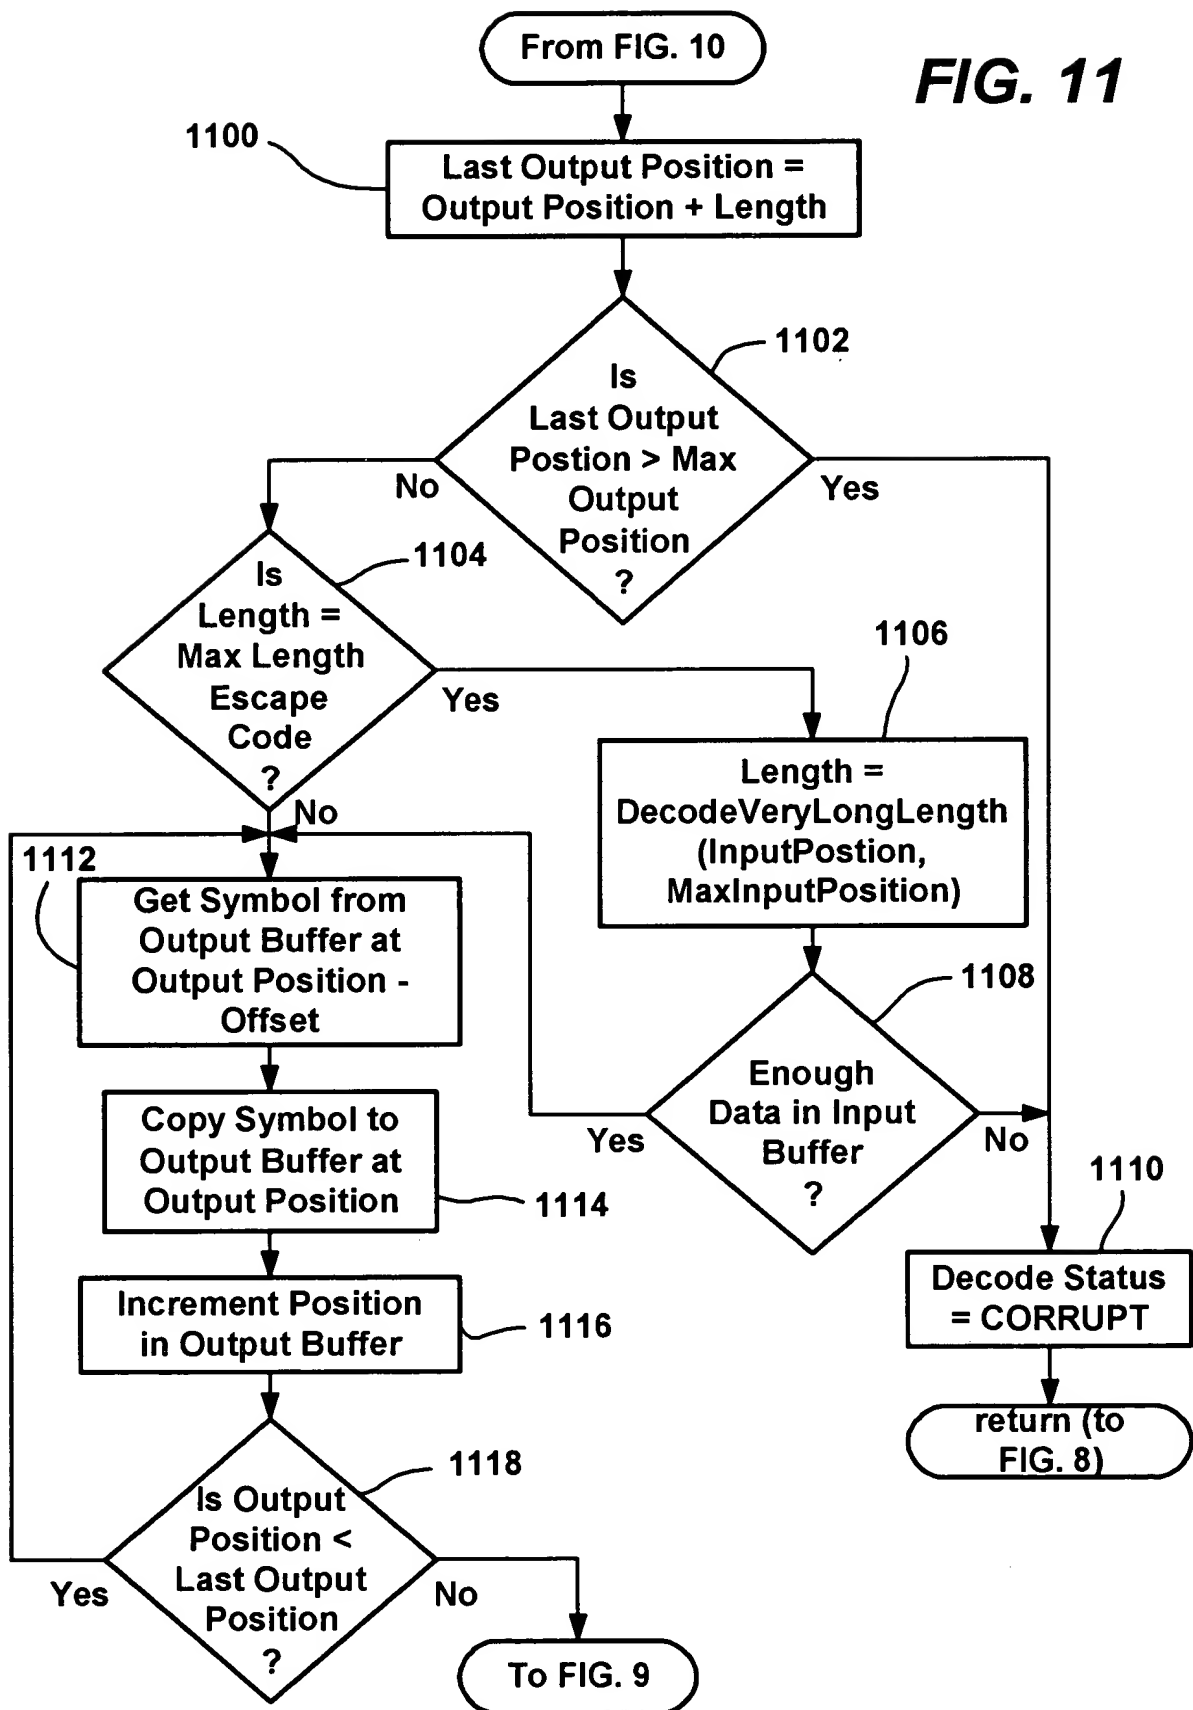 From FIG. 10
FIG. 11
1100
Last Output Position =
Output Position + Length
1102
Is
Last Output
Postion > Max
Output
Position
?
No
Yes
1104
Is
Length =
Max Length
Escape
Code
?
Yes
No
1106
Length =
DecodeVeryLongLength
(InputPostion,
MaxInputPosition)
1108
Enough
Data in Input
Buffer
?
Yes
No
1110
Decode Status
= CORRUPT
return (to
FIG. 8)
1112
Get Symbol from
Output Buffer at
Output Position -
Offset
Copy Symbol to
Output Buffer at
Output Position
1114
Increment Position
in Output Buffer
1116
1118
Is Output
Position <
Last Output
Position
?
Yes
No
To FIG. 9